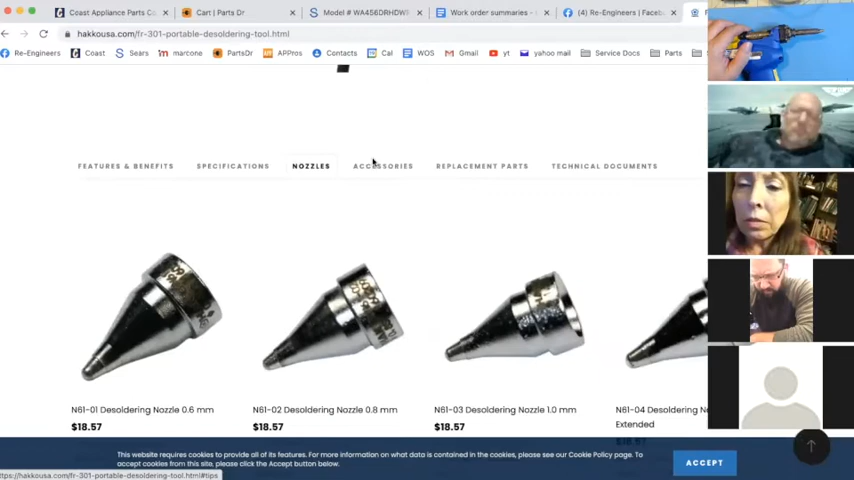 Coast Appliance Parts Ca
Cart | Parts Dr
Model # WA456DRHDW
Work order summaries -
(4) Re-Engineers | Facebo
hakkousa.com/fr-301-portable-desoldering-tool.html
Re-Engineers
Coast
Sears
marcone
PartsDr
APPros
Contacts
Cal
WOS
Gmail
yt
yahoo mail
Service Docs
Parts
FEATURES & BENEFITS
SPECIFICATIONS
NOZZLES
ACCESSORIES
REPLACEMENT PARTS
TECHNICAL DOCUMENTS
N61-01 Desoldering Nozzle 0.6 mm
$18.57
N61-02 Desoldering Nozzle 0.8 mm
$18.57
N61-03 Desoldering Nozzle 1.0 mm
$18.57
N61-04 Desoldering Ne
Extended
This website requires cookies to provide all of its features. For more information on what data is contained in the cookies, please see our Cookie Policy page. To
accept cookies from this site, please click the Accept button below.
ACCEPT
https://hakkousa.com/fr-301-portable-desoldering-tool.html#tips